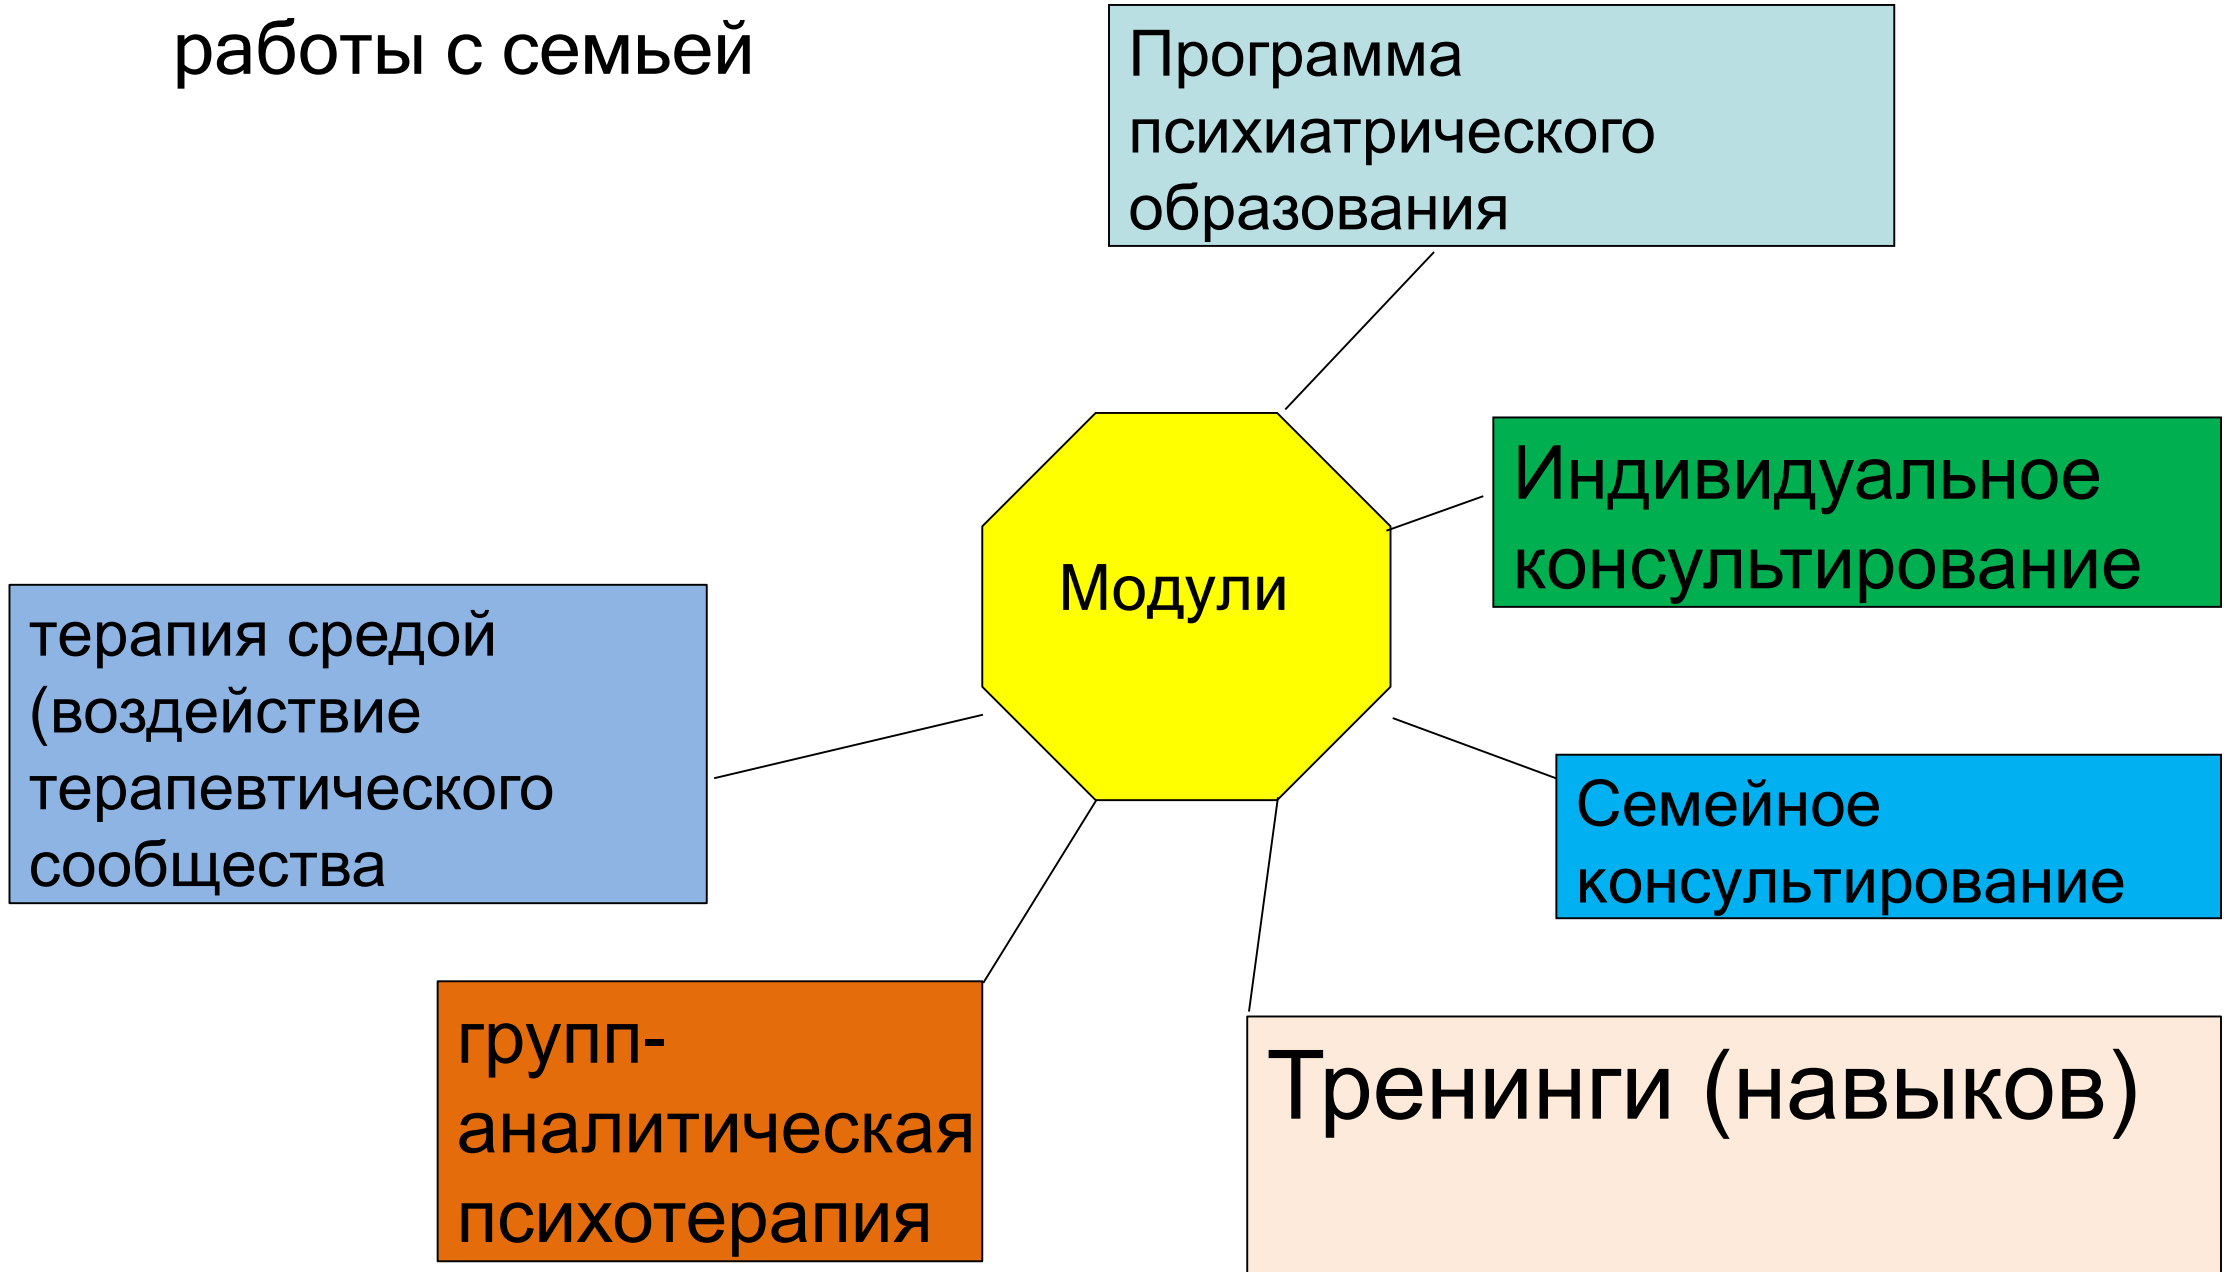 работы с семьей
Программа
психиатрического
образования
Индивидуальное
консультирование
Модули
терапия средой
(воздействие
терапевтического
сообщества
Семейное
консультирование
групп-
аналитическая
психотерапия
Тренинги (навыков)